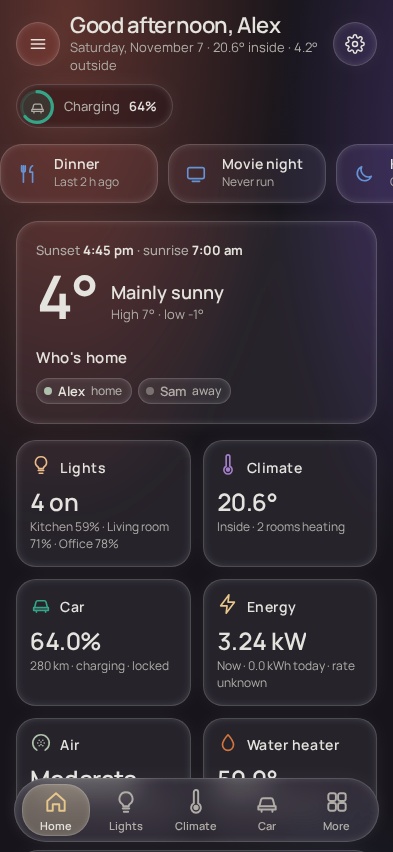 Good afternoon, Alex
Saturday, November 7 · 20.6° inside · 4.2°
outside
Charging 64%
Dinner
Last 2 h ago
Movie night
Never run
Sunset 4:45 pm · sunrise 7:00 am
4°
Mainly sunny
High 7° · low -1°
Who's home
Alex home
Sam away
Lights
4 on
Kitchen 59% · Living room
71% · Office 78%
Climate
20.6°
Inside · 2 rooms heating
Car
64.0%
280 km · charging · locked
Energy
3.24 kW
Now · 0.0 kWh today · rate
unknown
Air
Moderate
Water heater
Home
Lights
Climate
Car
More